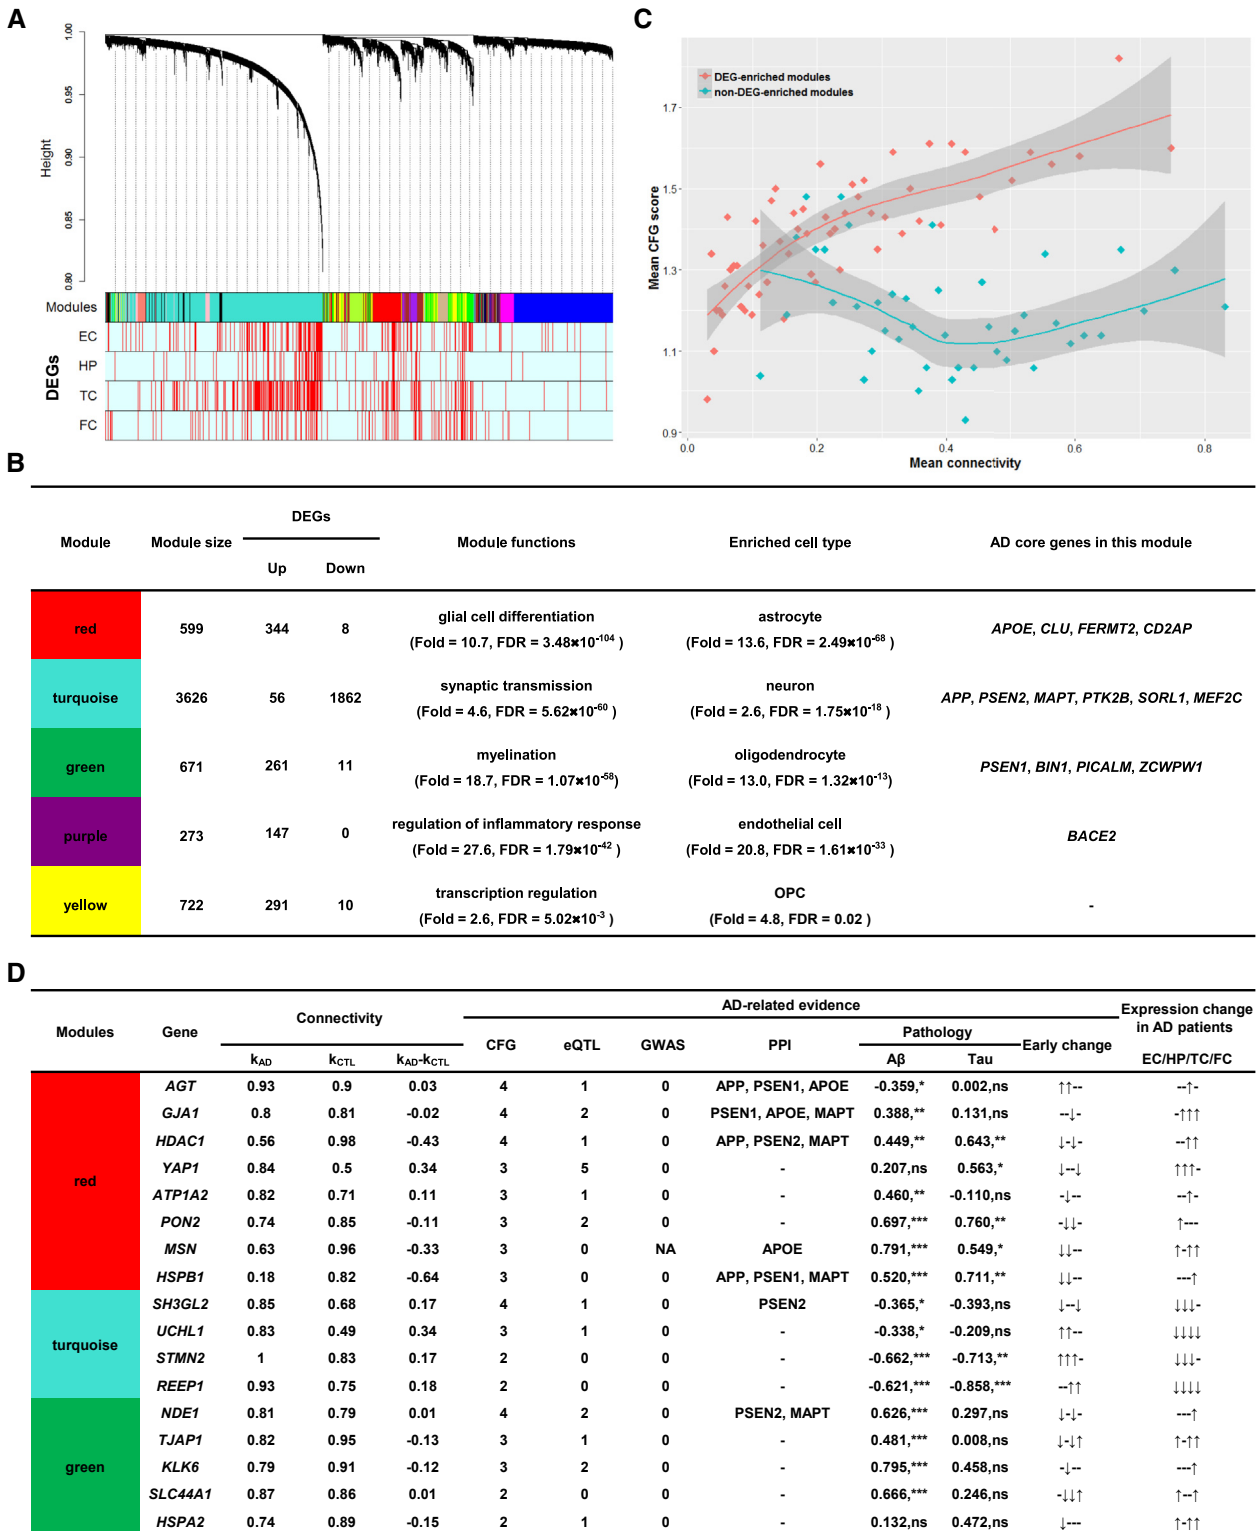 A
1.00
0.95
0.90
0.85
0.80
Height
Modules
EC
HP
TC
FC
DEGs
C
DEG-enriched modules
non-DEG-enriched modules
1.7
1.5
1.3
1.1
0.9
Mean CFG score
0.0 0.2 0.4 0.6 0.8
Mean connectivity
B
Module Module size DEGs Module functions Enriched cell type AD core genes in this module
Up Down
red 599 344 8 glial cell differentiation (Fold = 10.7, FDR = 3.48×10-104 ) astrocyte (Fold = 13.6, FDR = 2.49×10-68 ) APOE, CLU, FERMT2, CD2AP
turquoise 3626 56 1862 synaptic transmission (Fold = 4.6, FDR = 5.62×10-60 ) neuron (Fold = 2.6, FDR = 1.75×10-18 ) APP, PSEN2, MAPT, PTK2B, SORL1, MEF2C
green 671 261 11 myelination (Fold = 18.7, FDR = 1.07×10-58) oligodendrocyte (Fold = 13.0, FDR = 1.32×10-13) PSEN1, BIN1, PICALM, ZCWPW1
purple 273 147 0 regulation of inflammatory response (Fold = 27.6, FDR = 1.79×10-42 ) endothelial cell (Fold = 20.8, FDR = 1.61×10-33 ) BACE2
yellow 722 291 10 transcription regulation (Fold = 2.6, FDR = 5.02×10-3 ) OPC (Fold = 4.8, FDR = 0.02 ) -
D
Modules Gene Connectivity AD-related evidence Expression change in AD patients
CFG eQTL GWAS PPI Pathology Early change
kAD kCTL kAD-kCTL Aβ Tau EC/HP/TC/FC
red
AGT 0.93 0.9 0.03 4 1 0 APP, PSEN1, APOE -0.359,* 0.002,ns ↑↑-- --↑-
GJA1 0.8 0.81 -0.02 4 2 0 PSEN1, APOE, MAPT 0.388,** 0.131,ns --↓- -↑↑↑
HDAC1 0.56 0.98 -0.43 4 1 0 APP, PSEN2, MAPT 0.449,** 0.643,** ↓-↓- --↑↑
YAP1 0.84 0.5 0.34 3 5 0 - 0.207,ns 0.563,* ↓--↓ ↑↑↑-
ATP1A2 0.82 0.71 0.11 3 1 0 - 0.460,** -0.110,ns -↓-- --↑-
PON2 0.74 0.85 -0.11 3 2 0 - 0.697,*** 0.760,** -↓↓- ↑---
MSN 0.63 0.96 -0.33 3 0 NA APOE 0.791,*** 0.549,* ↓↓-- ↑-↑↑
HSPB1 0.18 0.82 -0.64 3 0 0 APP, PSEN1, MAPT 0.520,*** 0.711,** ↓↓-- ---↑
turquoise
SH3GL2 0.85 0.68 0.17 4 1 0 PSEN2 -0.365,* -0.393,ns ↓--↓ ↓↓↓-
UCHL1 0.83 0.49 0.34 3 1 0 - -0.338,* -0.209,ns ↑↑-- ↓↓↓↓
STMN2 1 0.83 0.17 2 0 0 - -0.662,*** -0.713,** ↑↑↑- ↓↓↓-
REEP1 0.93 0.75 0.18 2 0 0 - -0.621,*** -0.858,*** --↑↑ ↓↓↓↓
green
NDE1 0.81 0.79 0.01 4 2 0 PSEN2, MAPT 0.626,*** 0.297,ns ↓-↓- ---↑
TJAP1 0.82 0.95 -0.13 3 1 0 - 0.481,*** 0.008,ns ↓-↓↑ ↑-↑↑
KLK6 0.79 0.91 -0.12 3 2 0 - 0.795,*** 0.458,ns -↓-- ---↑
SLC44A1 0.87 0.86 0.01 2 0 0 - 0.666,*** 0.246,ns -↓↓↑ ↑--↑
HSPA2 0.74 0.89 -0.15 2 1 0 - 0.132,ns 0.472,ns ↓--- ↑-↑↑